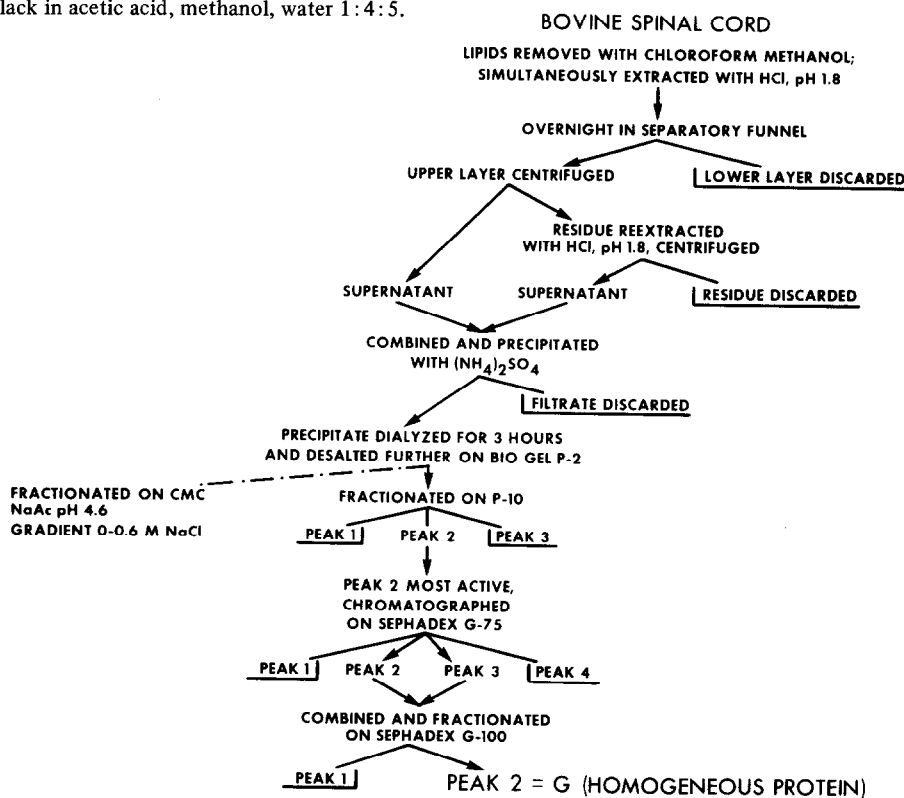 lack in acetic acid, methanol, water 1:4:5.
BOVINE SPINAL CORD
LIPIDS REMOVED WITH CHLOROFORM METHANOL;
SIMULTANEOUSLY EXTRACTED WITH HCl, pH 1.8
OVERNIGHT IN SEPARATORY FUNNEL
UPPER LAYER CENTRIFUGED
LOWER LAYER DISCARDED
RESIDUE REEXTRACTED
WITH HCl, pH 1.8, CENTRIFUGED
SUPERNATANT
SUPERNATANT
RESIDUE DISCARDED
COMBINED AND PRECIPITATED
WITH (NH4)2SO4
FILTRATE DISCARDED
PRECIPITATE DIALYZED FOR 3 HOURS
AND DESALTED FURTHER ON BIO GEL P-2
FRACTIONATED ON CMC
NaAc pH 4.6
GRADIENT 0-0.6 M NaCl
FRACTIONATED ON P-10
PEAK 1
PEAK 2
PEAK 3
PEAK 2 MOST ACTIVE,
CHROMATOGRAPHED
ON SEPHADEX G-75
PEAK 1
PEAK 2
PEAK 3
PEAK 4
COMBINED AND FRACTIONATED
ON SEPHADEX G-100
PEAK 1
PEAK 2 = G (HOMOGENEOUS PROTEIN)